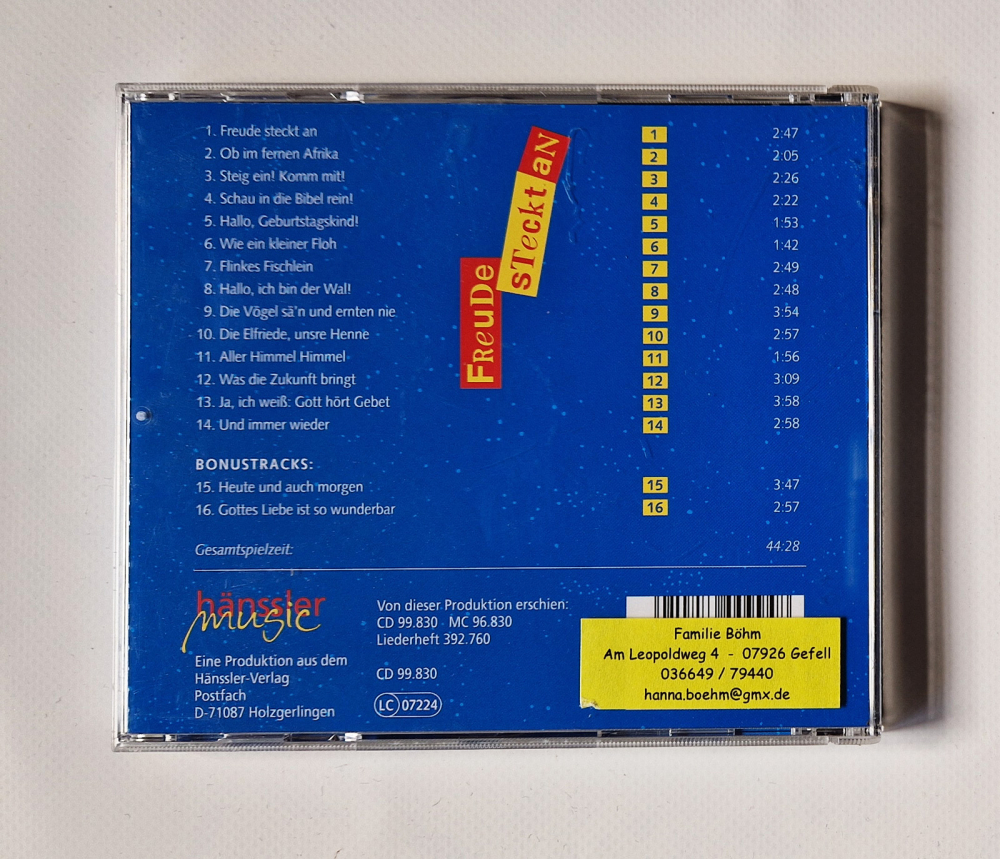 1. Freude steckt an 1 2:47
2. Ob im fernen Afrika 2 2:05
3. Steig ein! Komm mit! 3 2:26
4. Schau in die Bibel rein! 4 2:22
5. Hallo, Geburtstagskind! 5 1:53
6. Wie ein kleiner Floh 6 1:42
7. Flinkes Fischlein 7 2:49
8. Hallo, ich bin der Wal! 8 2:48
9. Die Vögel sä'n und ernten nie 9 3:54
10. Die Elfriede, unsre Henne 10 2:57
11. Aller Himmel Himmel 11 1:56
12. Was die Zukunft bringt 12 3:09
13. Ja, ich weiß: Gott hört Gebet 13 3:58
14. Und immer wieder 14 2:58
FReuDe
sTeckt aN
BONUSTRACKS:
15. Heute und auch morgen 15 3:47
16. Gottes Liebe ist so wunderbar 16 2:57
Gesamtspielzeit: 44:28
hänssler
music
Eine Produktion aus dem
Hänssler-Verlag
Postfach
D-71087 Holzgerlingen
Von dieser Produktion erschien:
CD 99.830 MC 96.830
Liederheft 392.760
CD 99.830
LC 07224
Familie Böhm
Am Leopoldweg 4 - 07926 Gefell
036649 / 79440
hanna.boehm@gmx.de